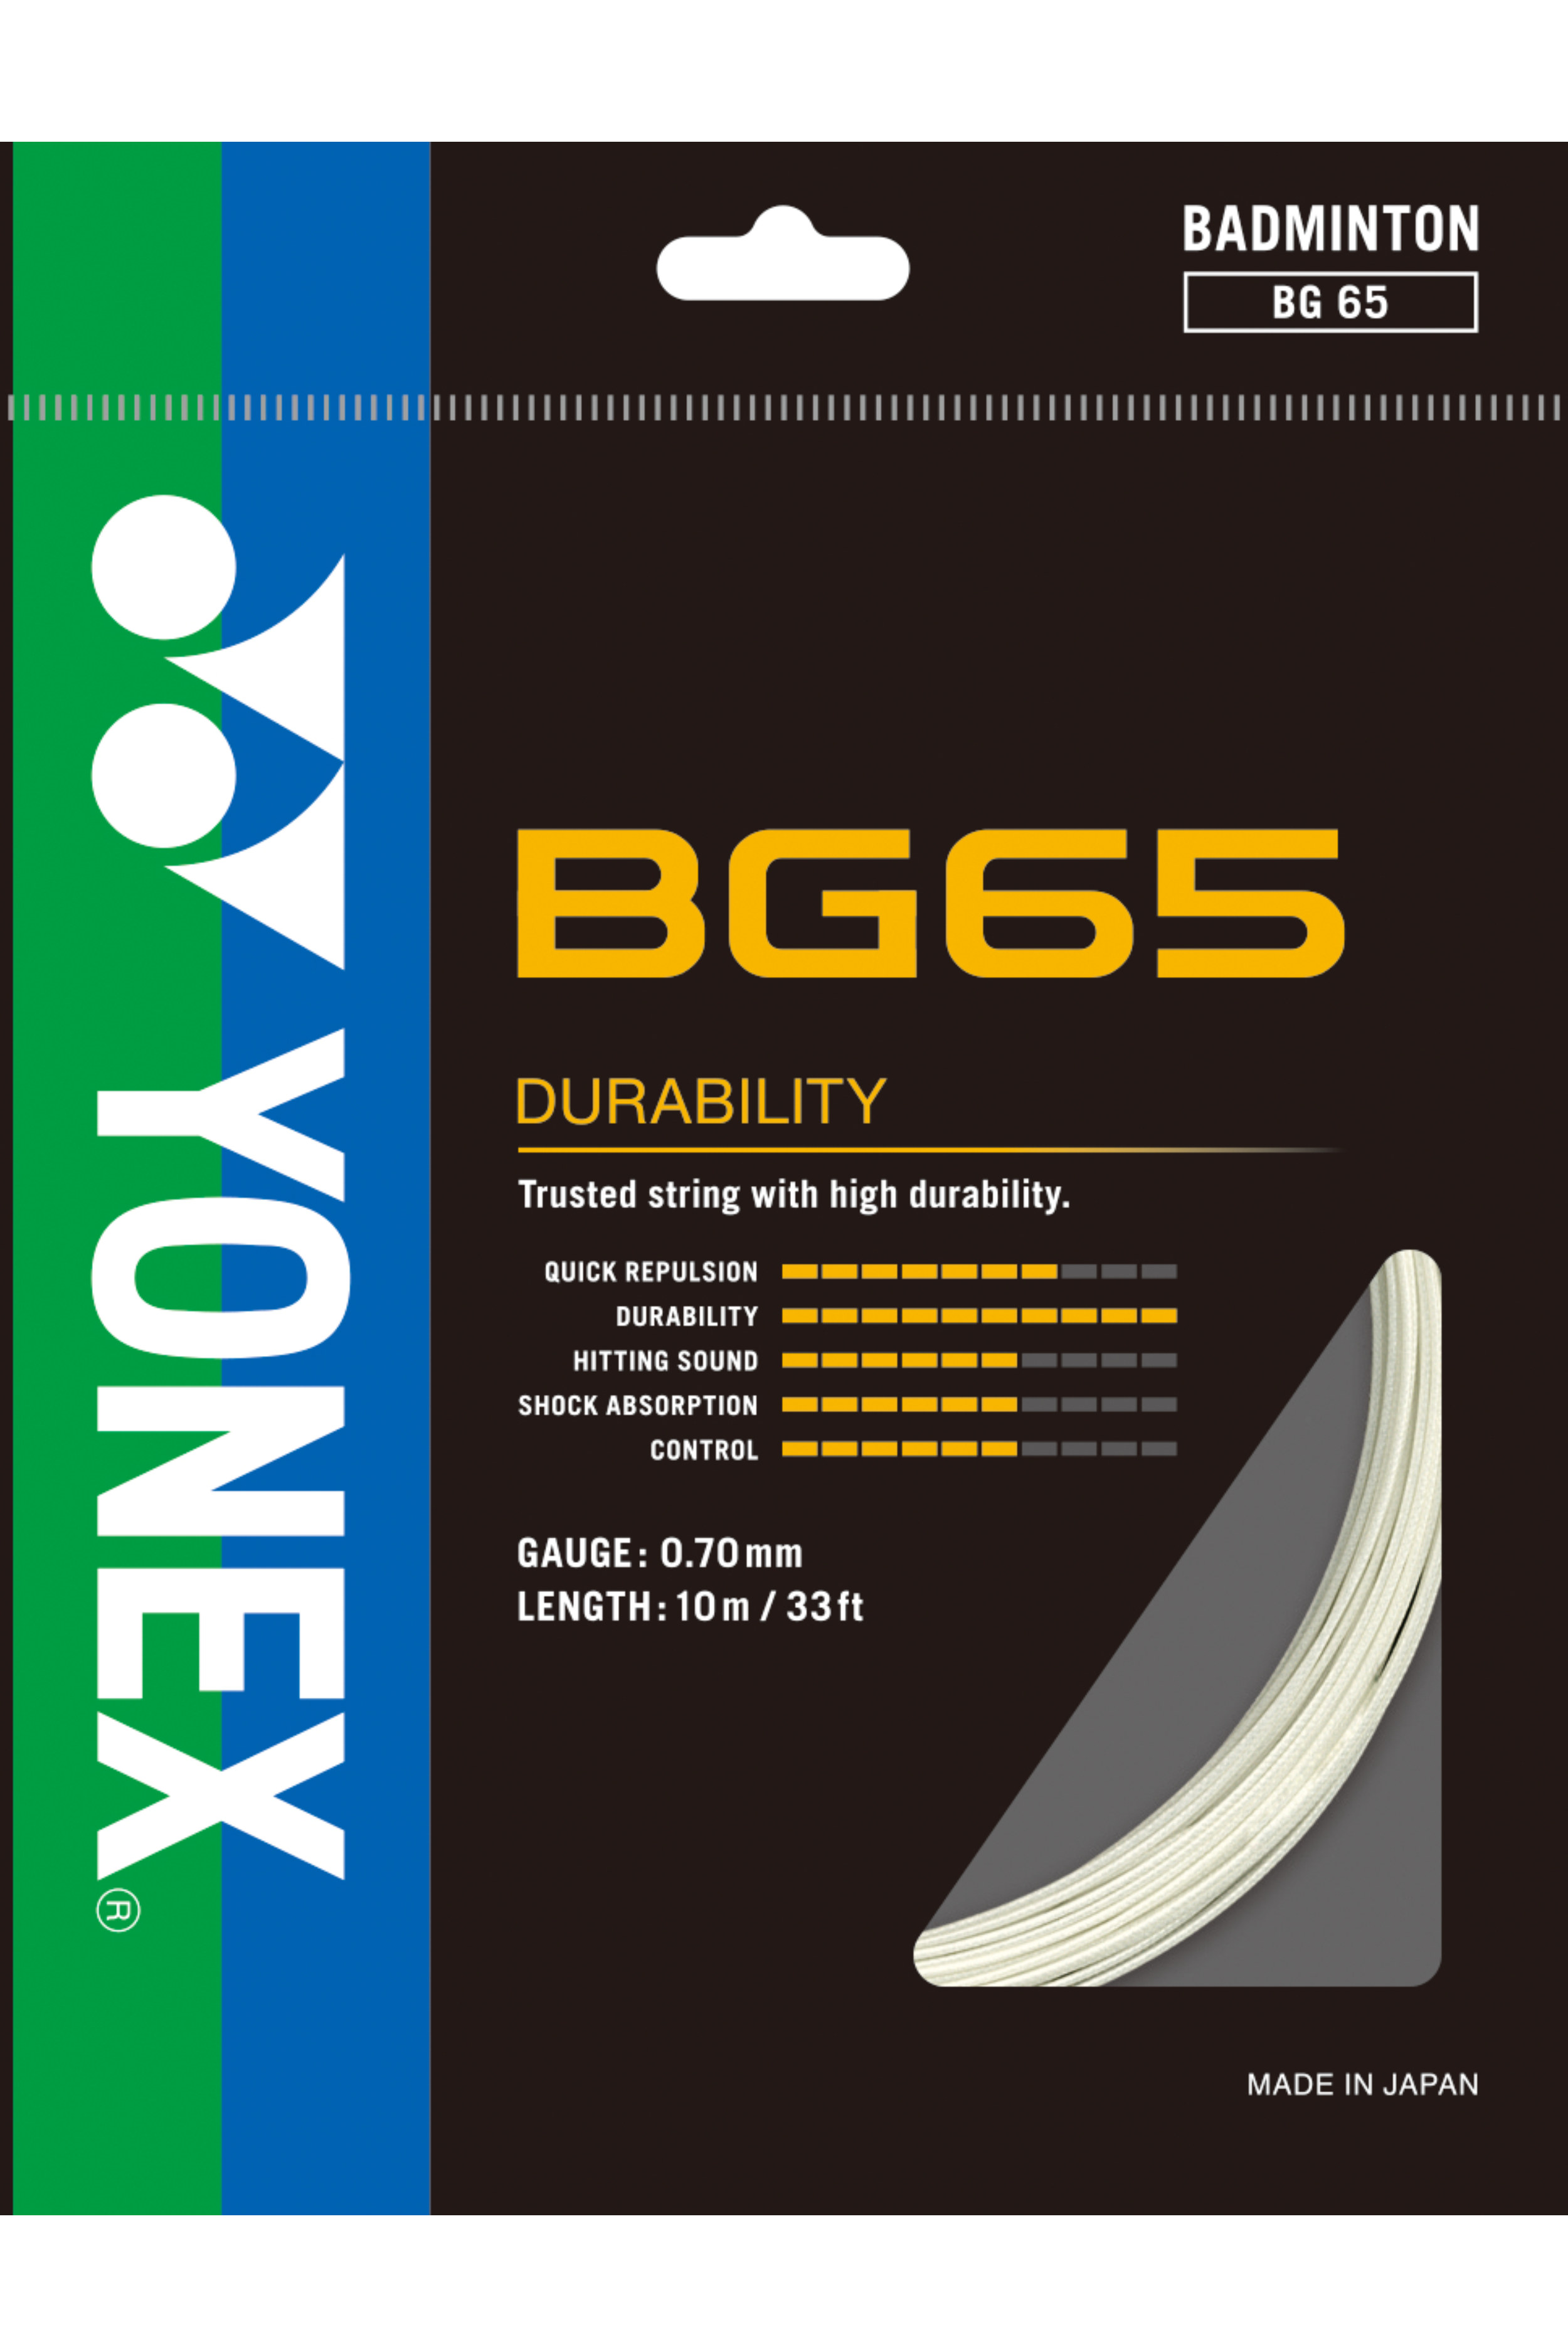 BADMINTON
BG 65
YONEX®
BG65
DURABILITY
Trusted string with high durability.
QUICK REPULSION
DURABILITY
HITTING SOUND
SHOCK ABSORPTION
CONTROL
GAUGE: 0.70mm
LENGTH: 10m / 33ft
MADE IN JAPAN